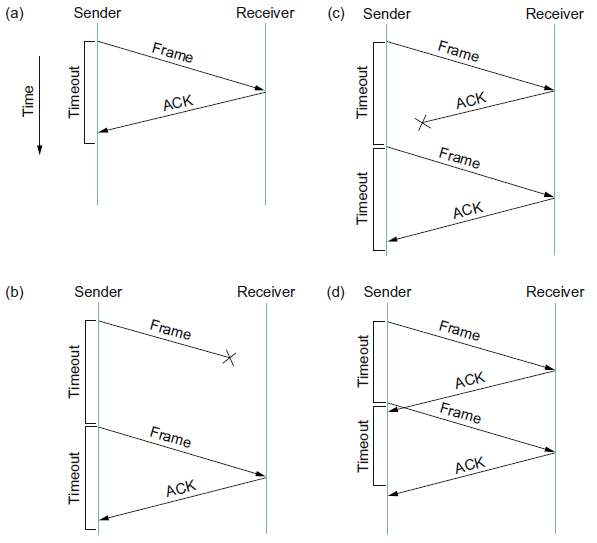 (a) Sender Receiver
Time
Timeout
Frame
ACK
(c) Sender Receiver
Timeout
Frame
ACK
Timeout
Frame
ACK
(b) Sender Receiver
Timeout
Frame
Timeout
Frame
ACK
(d) Sender Receiver
Timeout
Frame
ACK
Timeout
Frame
ACK